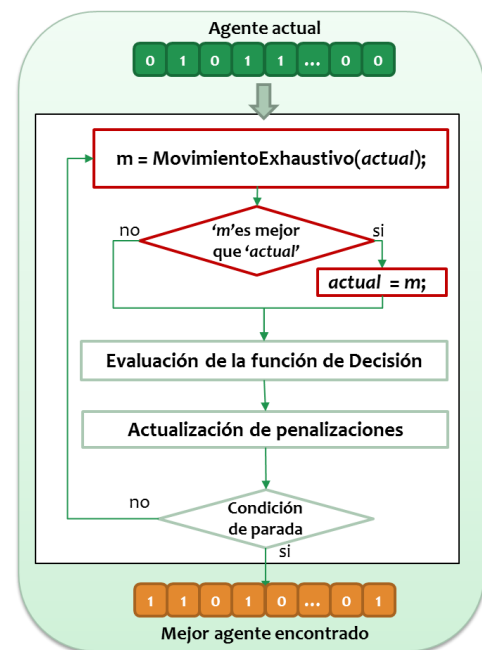 Agente actual
0 1 0 1 1 ... 0 0
m = MovimientoExhaustivo(actual);
no
'm'es mejor
que 'actual'
si
actual = m;
Evaluación de la función de Decisión
Actualización de penalizaciones
no
Condición
de parada
si
1 1 0 1 0 ... 0 1
Mejor agente encontrado